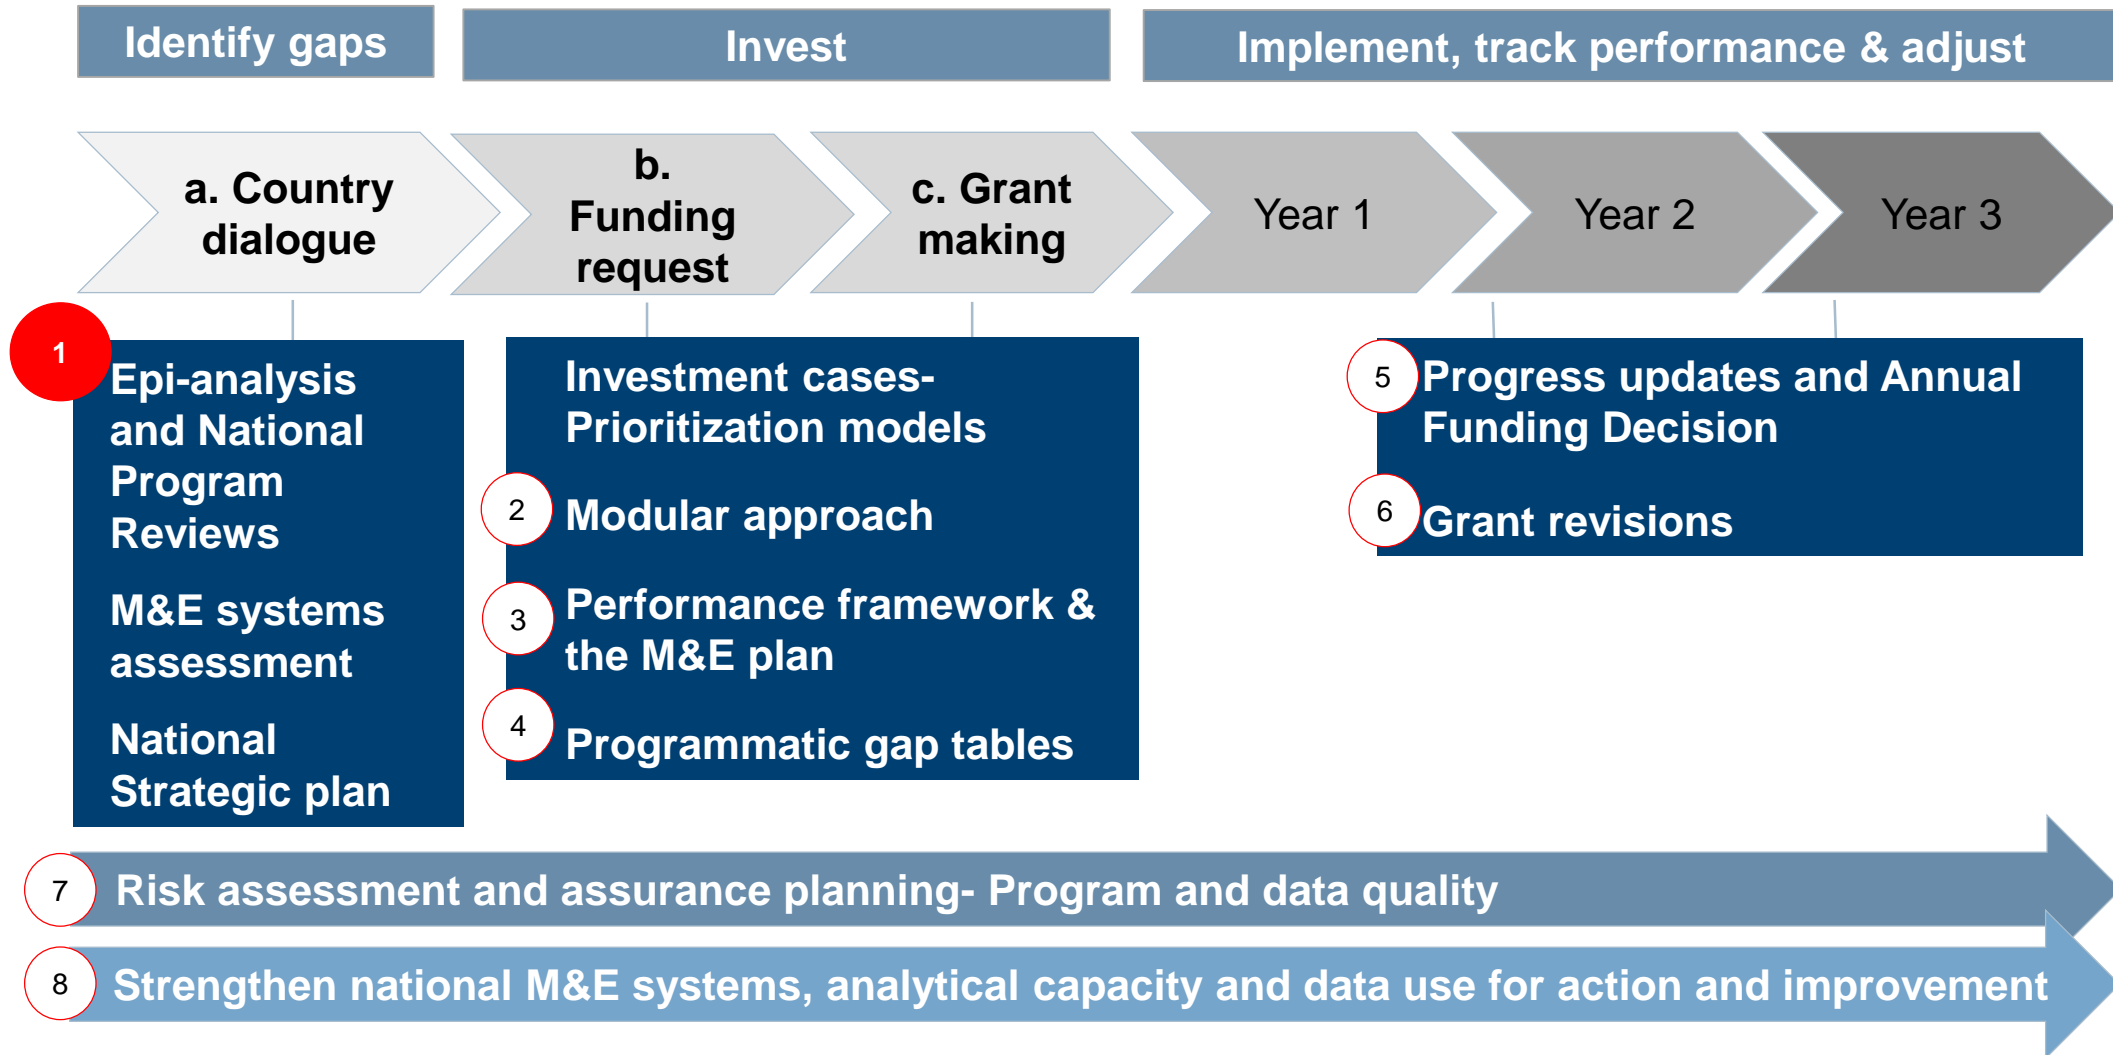 Identify gaps
Invest
Implement, track performance & adjust
a. Country
dialogue
b.
Funding
request
c. Grant
making
Year 1
Year 2
Year 3
1
Epi-analysis
and National
Program
Reviews
M&E systems
assessment
National
Strategic plan
Investment cases-
Prioritization models
2
Modular approach
3
Performance framework &
the M&E plan
4
Programmatic gap tables
5
Progress updates and Annual
Funding Decision
6
Grant revisions
7
Risk assessment and assurance planning- Program and data quality
8
Strengthen national M&E systems, analytical capacity and data use for action and improvement